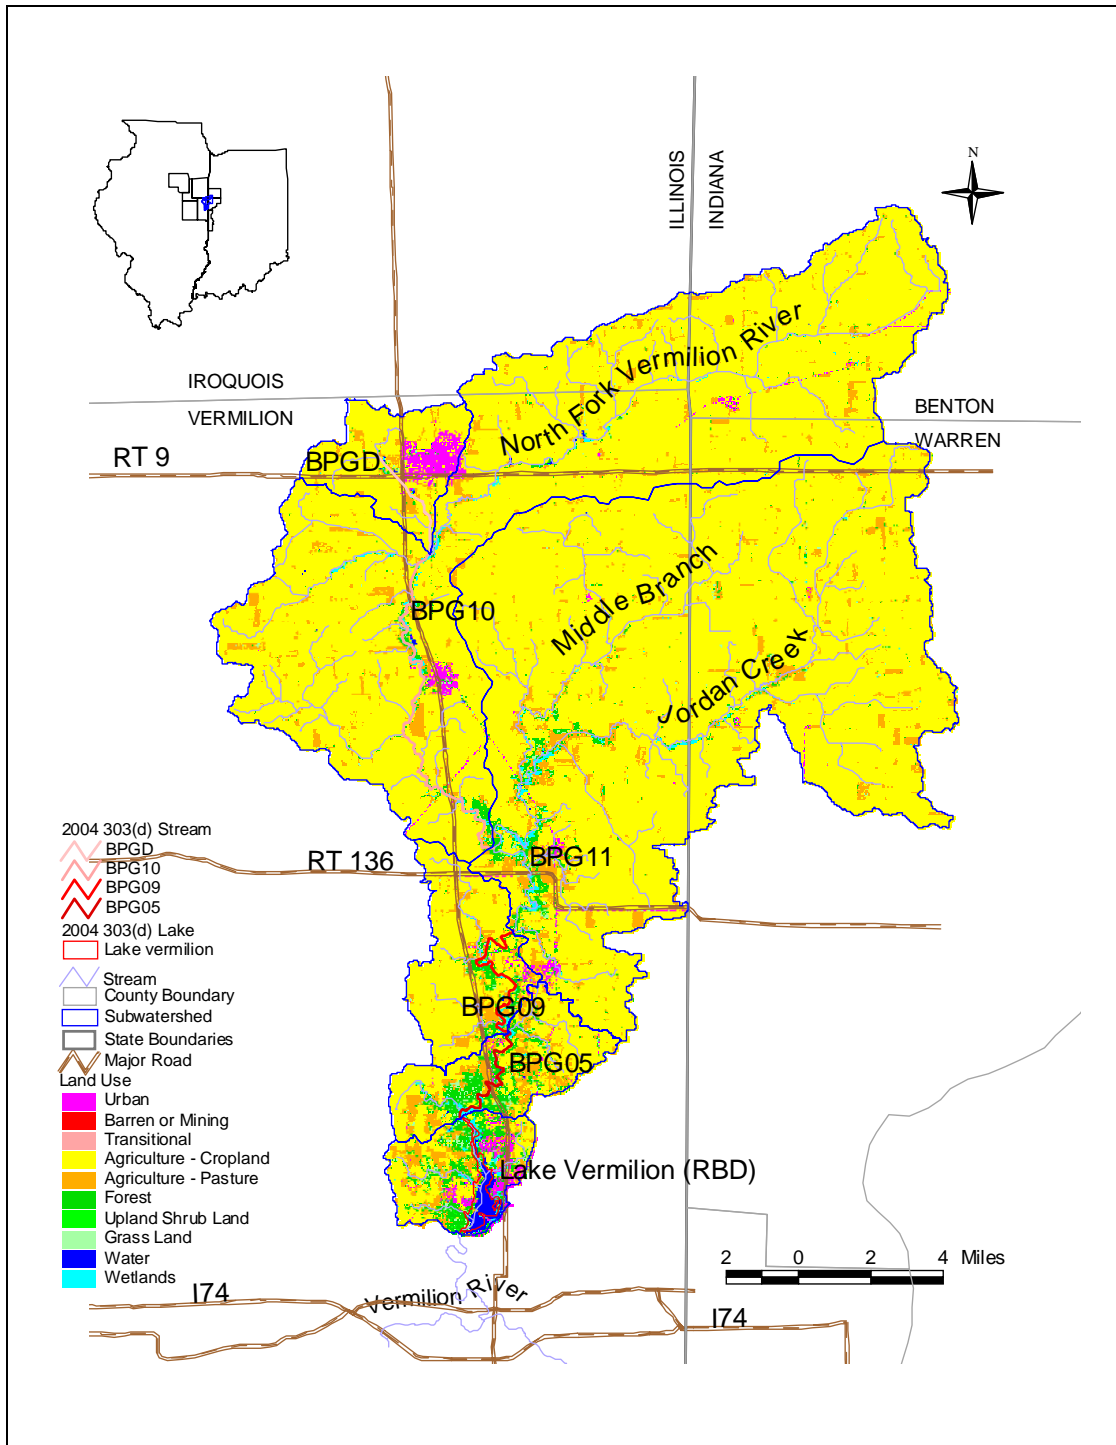 N
ILLINOIS
INDIANA
North Fork Vermilion River
IROQUOIS
VERMILION
BENTON
WARREN
RT 9
BPGD
Middle Branch
BPG10
Jordan Creek
2004 303(d) Stream
BPGD
BPG10
BPG09
BPG05
2004 303(d) Lake
Lake vermilion
Stream
County Boundary
Subwatershed
State Boundaries
Major Road
Land Use
Urban
Barren or Mining
Transitional
Agriculture - Cropland
Agriculture - Pasture
Forest
Upland Shrub Land
Grass Land
Water
Wetlands
RT 136
BPG11
BPG09
BPG05
Lake Vermilion (RBD)
2 0 2 4 Miles
I74
Vermilion River
I74